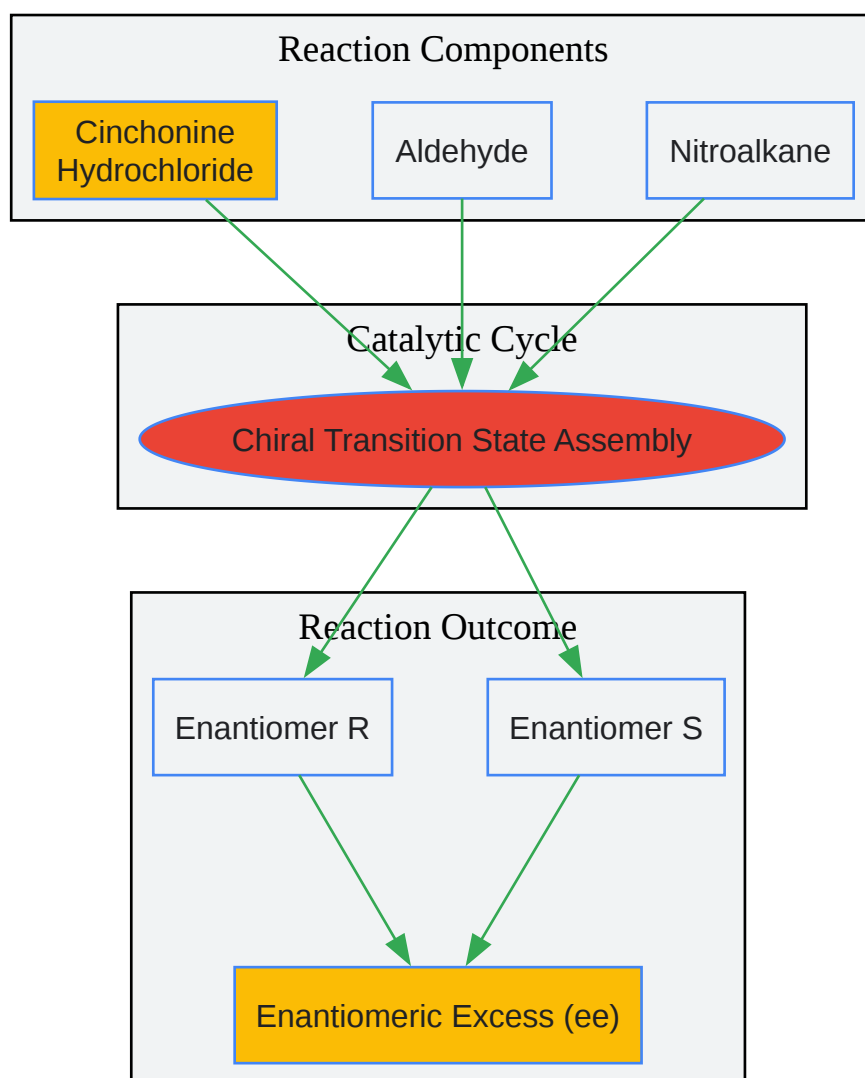 Reaction Components
Cinchonine
Hydrochloride
Aldehyde
Nitroalkane
Catalytic Cycle
Chiral Transition State Assembly
Reaction Outcome
Enantiomer R
Enantiomer S
Enantiomeric Excess (ee)